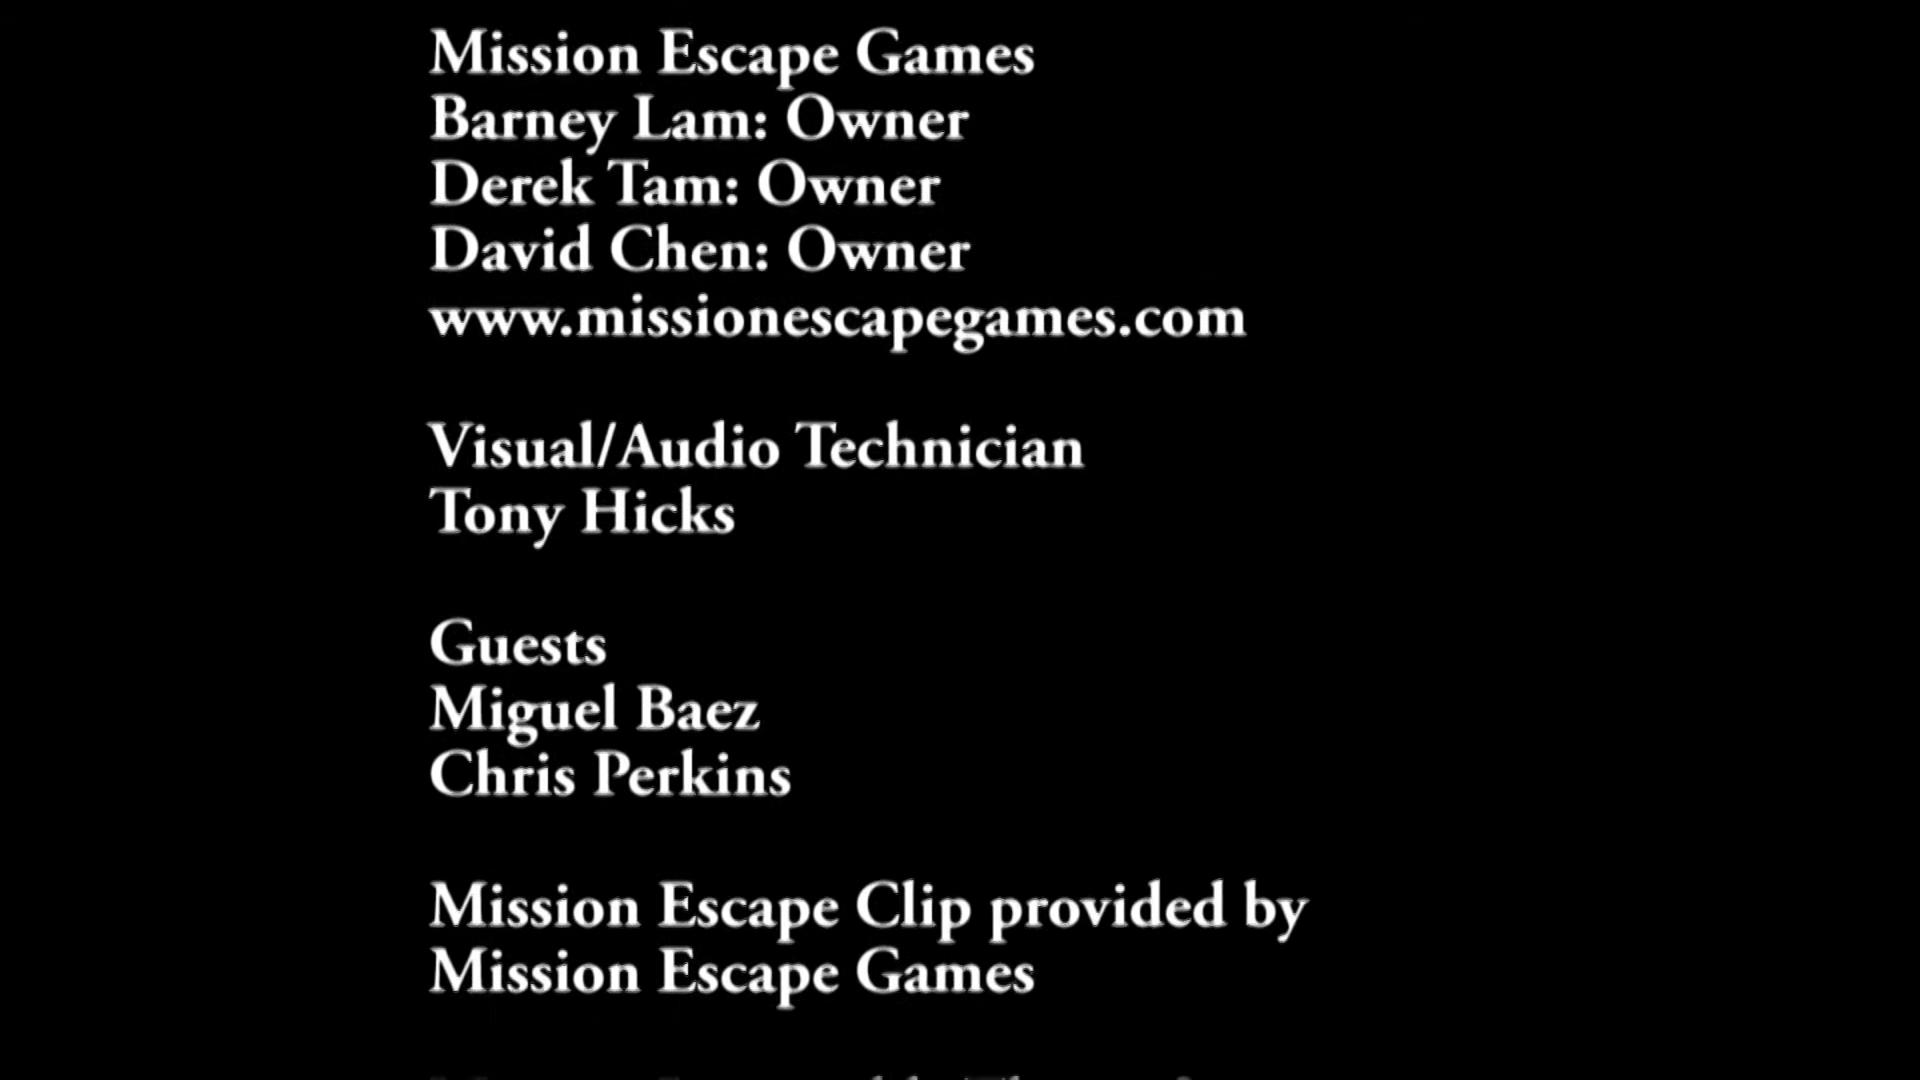 Mission Escape Games
Barney Lam: Owner
Derek Tam: Owner
David Chen: Owner
www.missionescapegames.com
Visual/Audio Technician
Tony Hicks
Guests
Miguel Baez
Chris Perkins
Mission Escape Clip provided by
Mission Escape Games